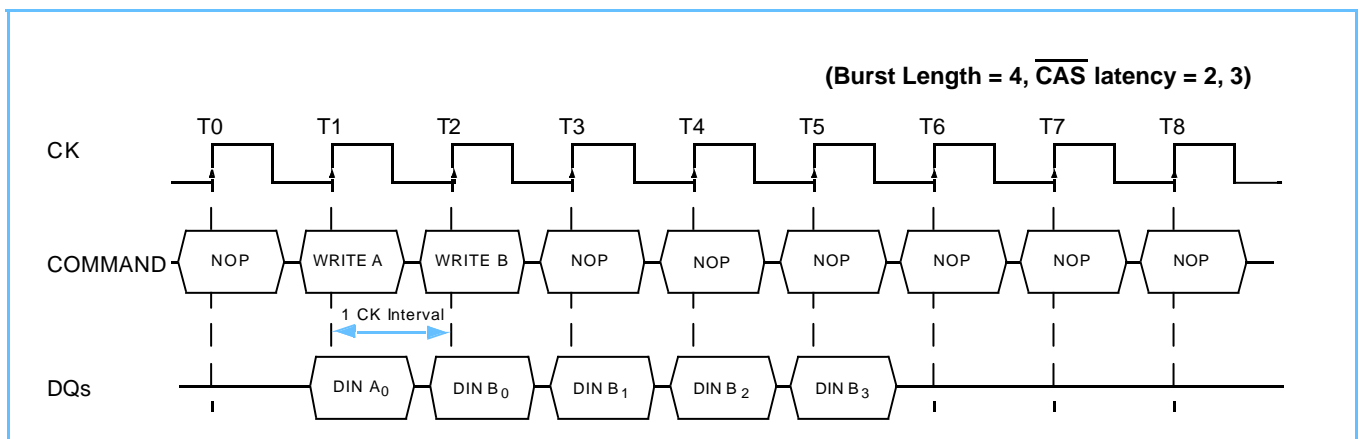 (Burst Length = 4, CAS latency = 2, 3)
T0 T1 T2 T3 T4 T5 T6 T7 T8
CK
COMMAND NOP WRITE A WRITE B NOP NOP NOP NOP NOP NOP
1 CK Interval
DQs DIN A0 DIN B0 DIN B1 DIN B2 DIN B3